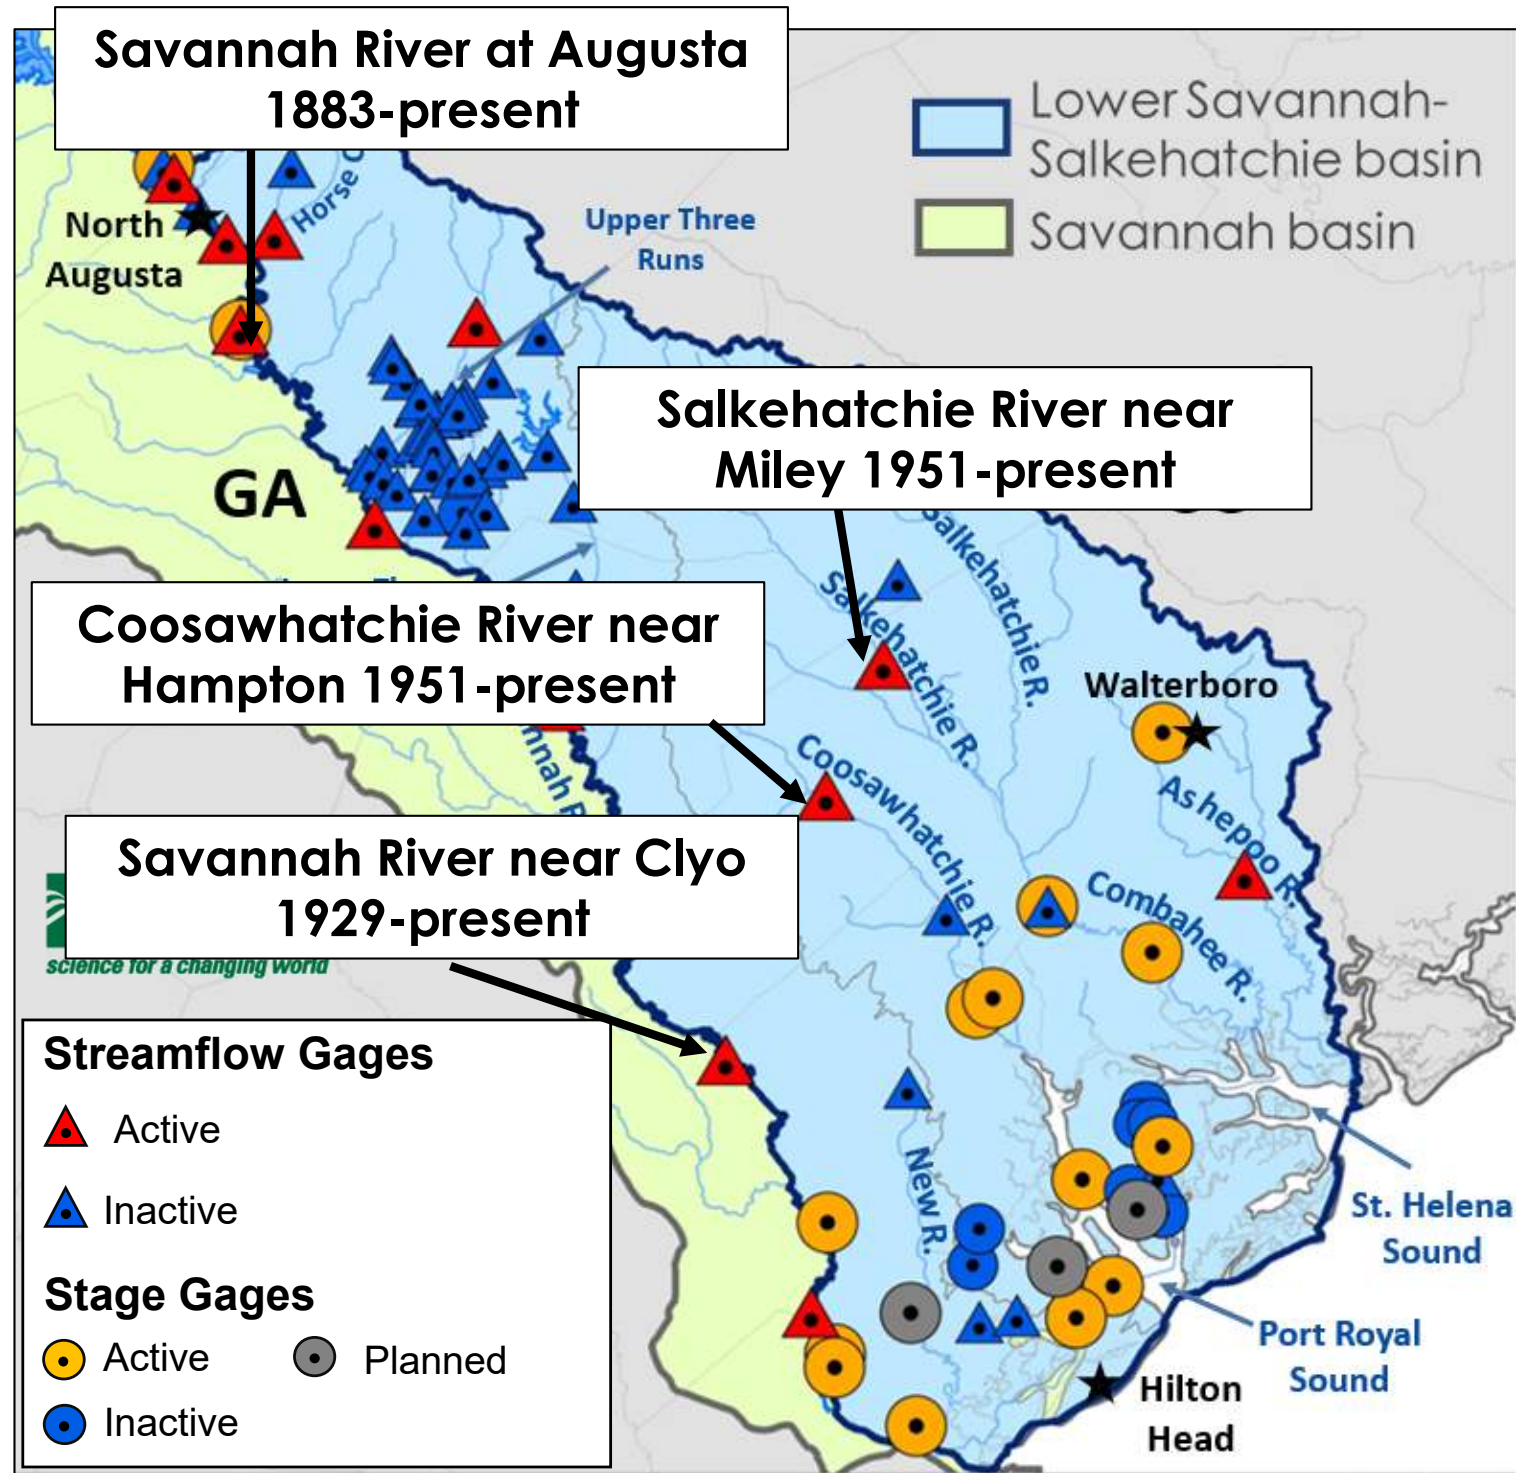 Savannah River at Augusta
1883-present
Lower Savannah-
Salkehatchie basin
Savannah basin
Horse
North
Augusta
Upper Three
Runs
Salkehatchie River near
Miley 1951-present
GA
Salkehatchie R.
Salkehatchie R.
Coosawhatchie River near
Hampton 1951-present
Walterboro
Coosawhatchie R.
Ashepoo R.
Savannah River near Clyo
1929-present
Combahee R.
science for a changing world
Streamflow Gages
Active
Inactive
Stage Gages
Active
Planned
Inactive
New R.
St. Helena
Sound
Port Royal
Sound
Hilton
Head